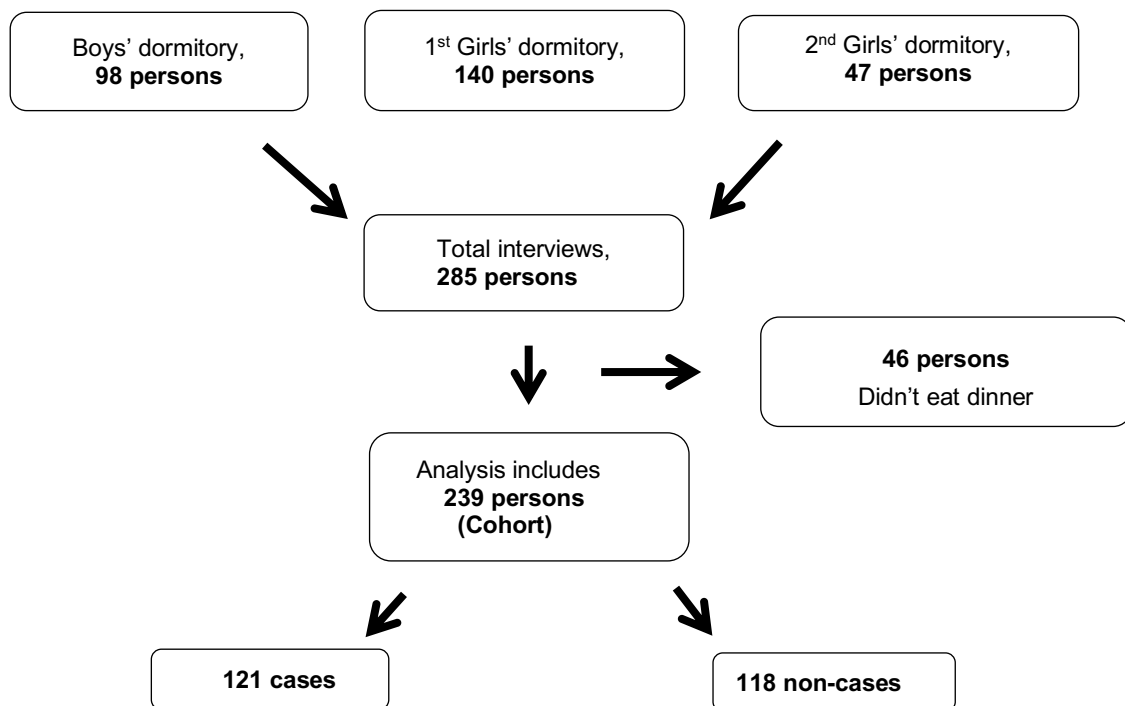 Boys’ dormitory,
98 persons
1st Girls’ dormitory,
140 persons
2nd Girls’ dormitory,
47 persons
Total interviews,
285 persons
46 persons
Didn’t eat dinner
Analysis includes
239 persons
(Cohort)
121 cases
118 non-cases